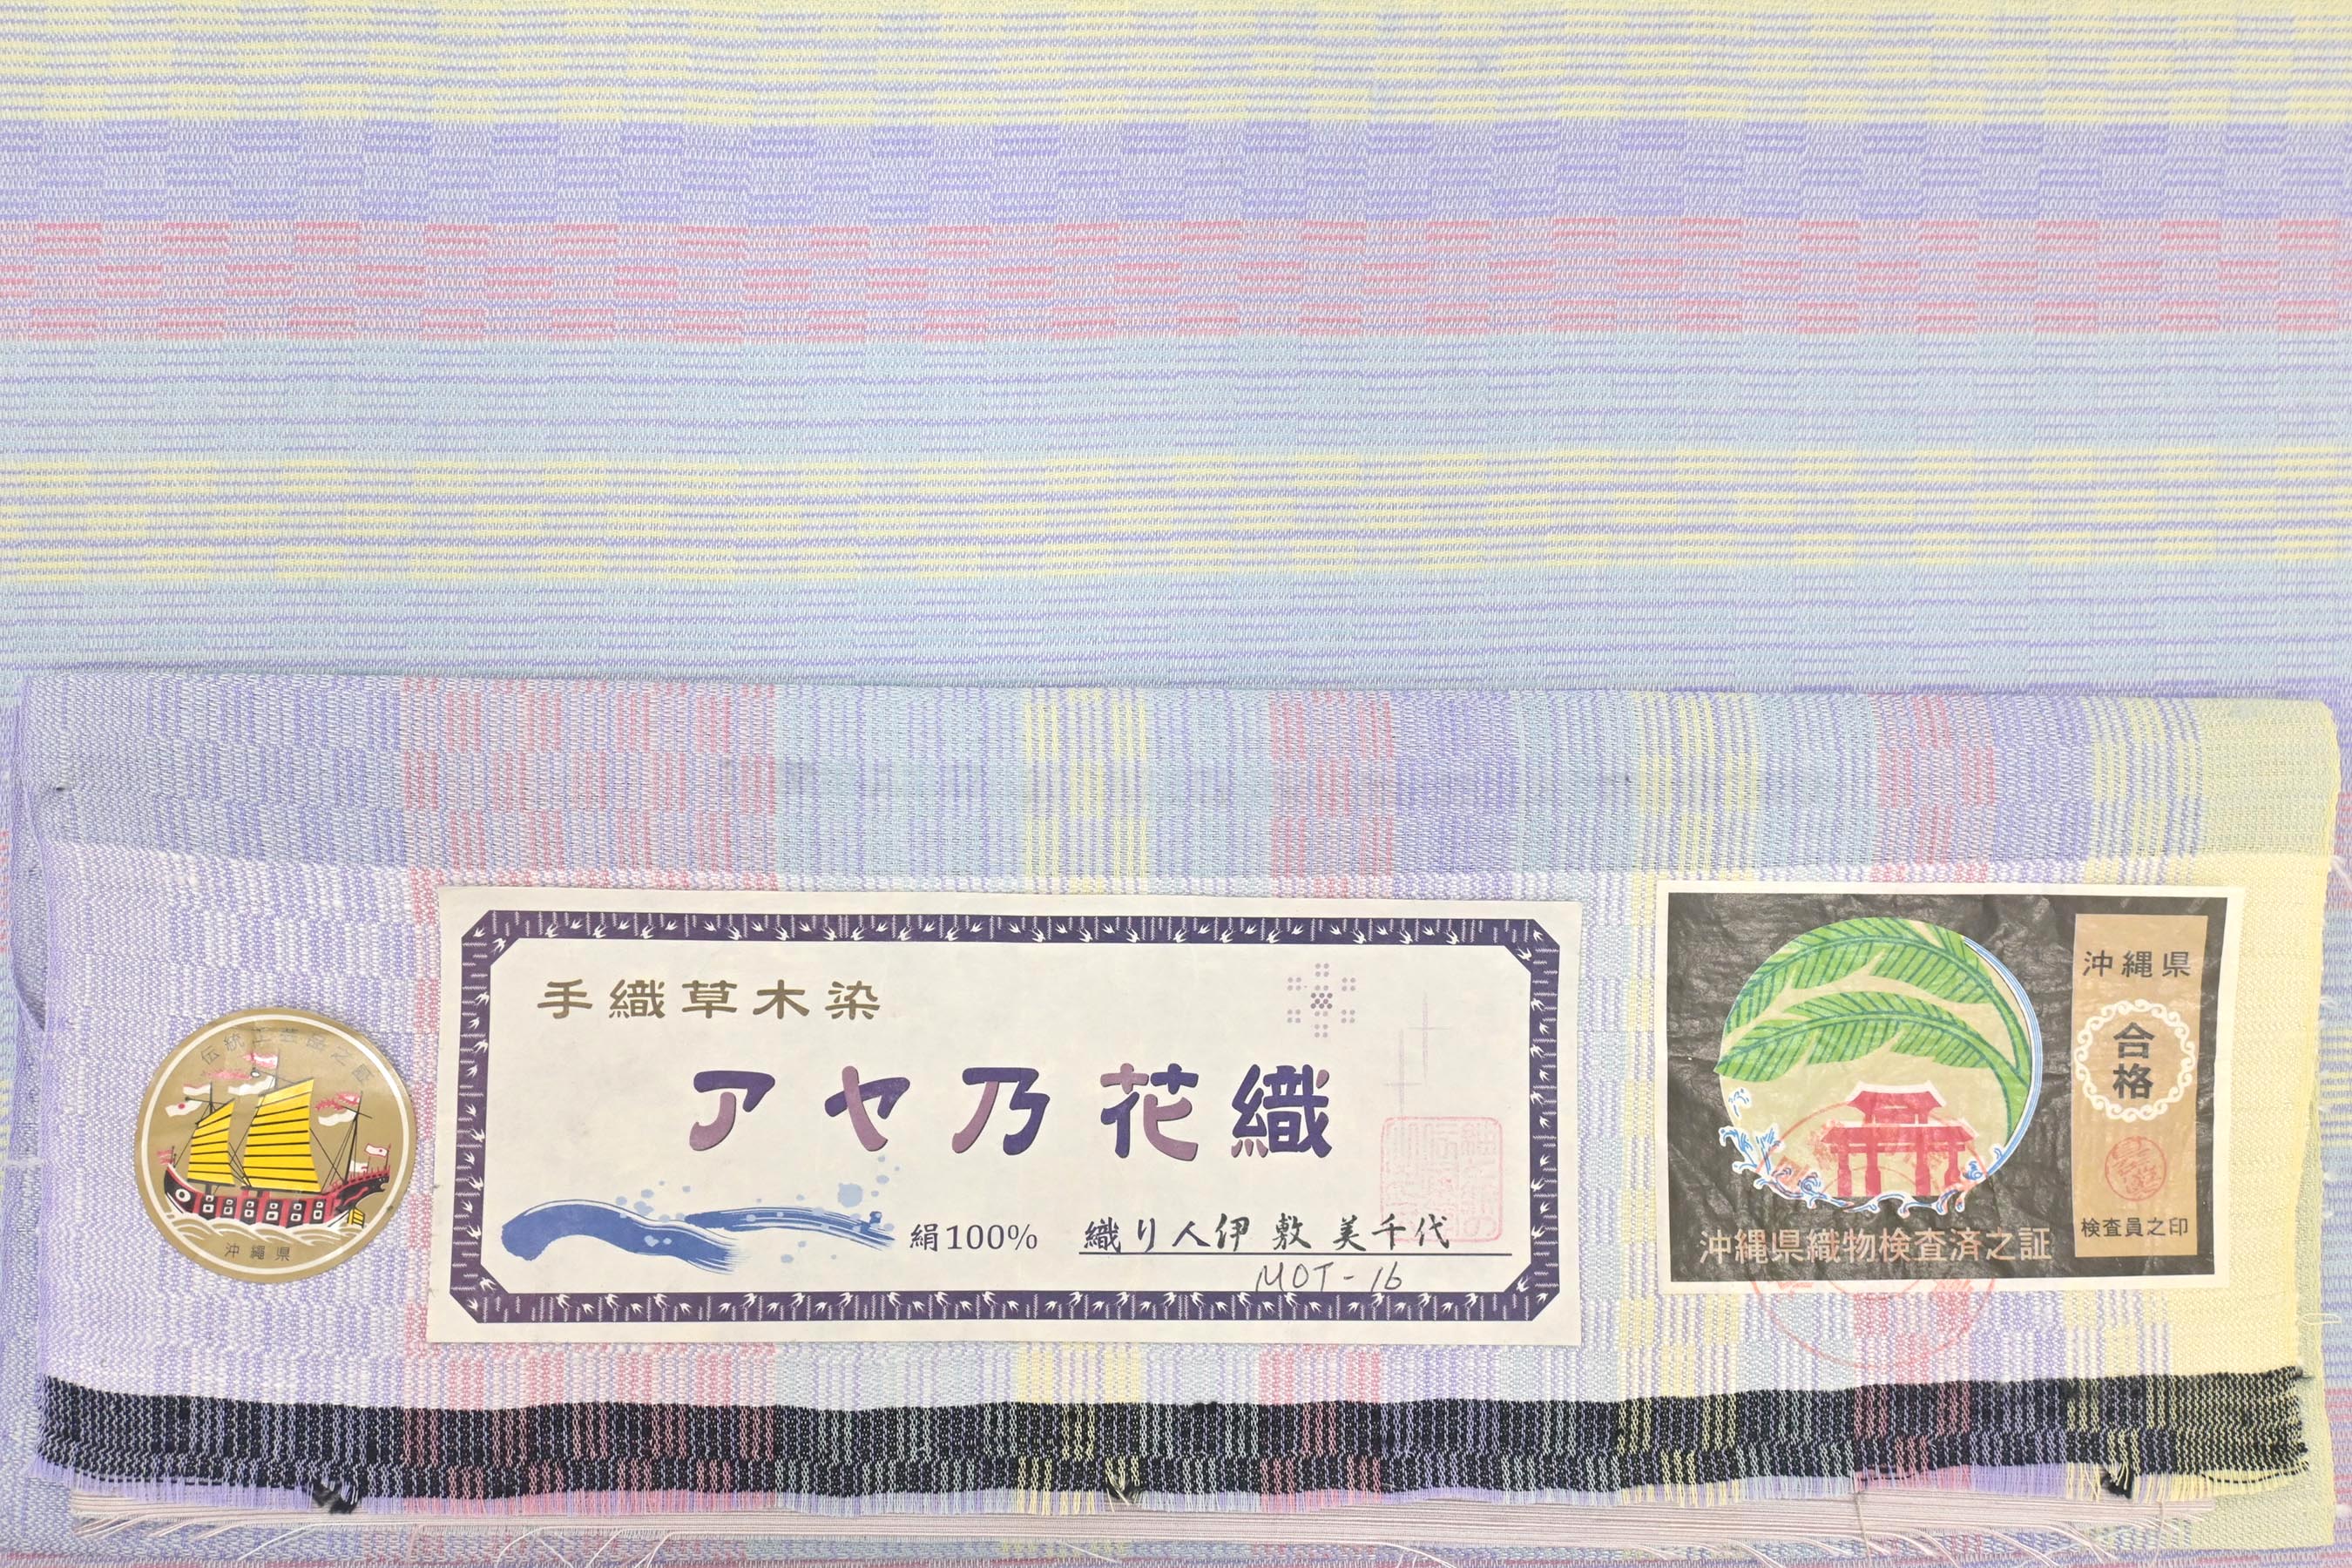 伝統工芸品之証
沖縄県
手織草木染
アヤ乃花織
絹100%
織り人伊敷美千代
MOT-16
沖縄県織物検査済之証
沖縄県
合格
検査員之印